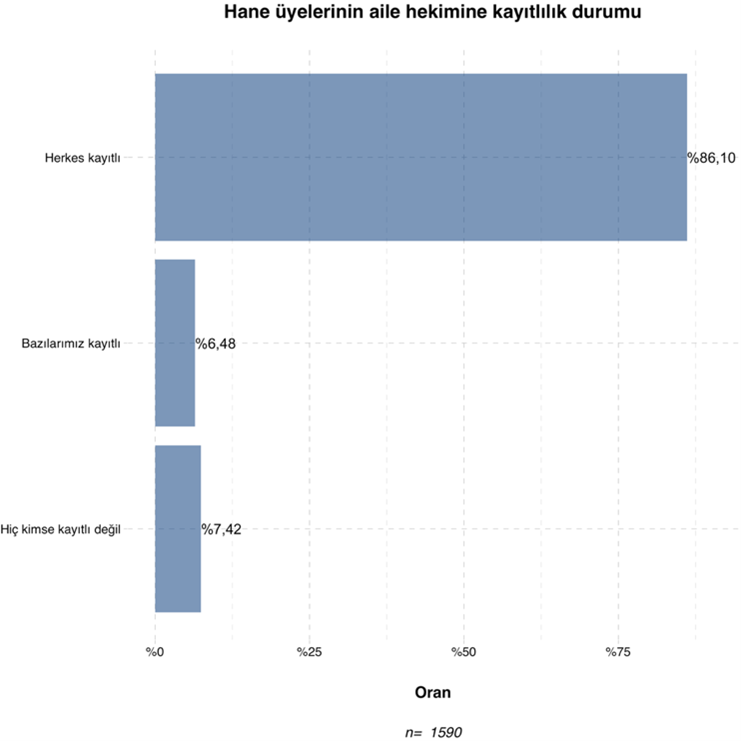 Hane üyelerinin aile hekimine kayıtlılık durumu
Herkes kayıtlı
%86,10
Bazılarımız kayıtlı
%6,48
Hiç kimse kayıtlı değil
%7,42
%0 %25 %50 %75
Oran
n= 1590